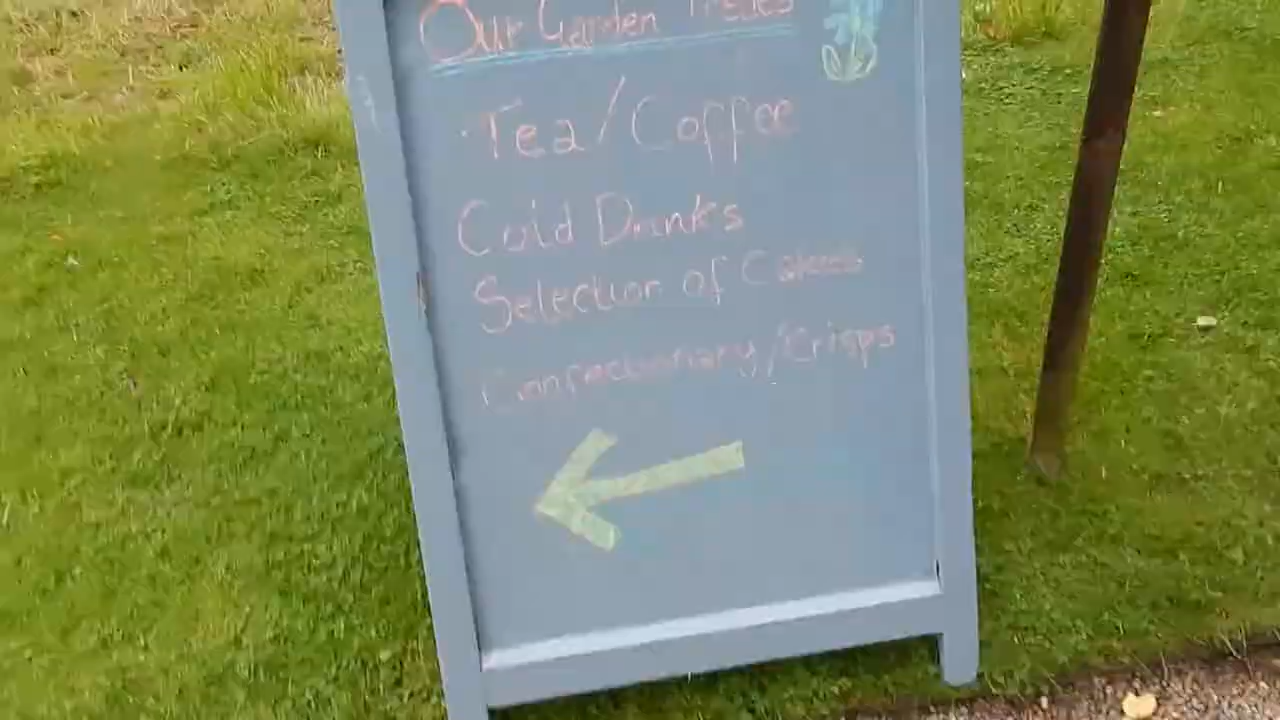 Our Garden Treats
Tea/Coffee
Cold Drinks
Selection of Cakes
Confectionary/Crisps